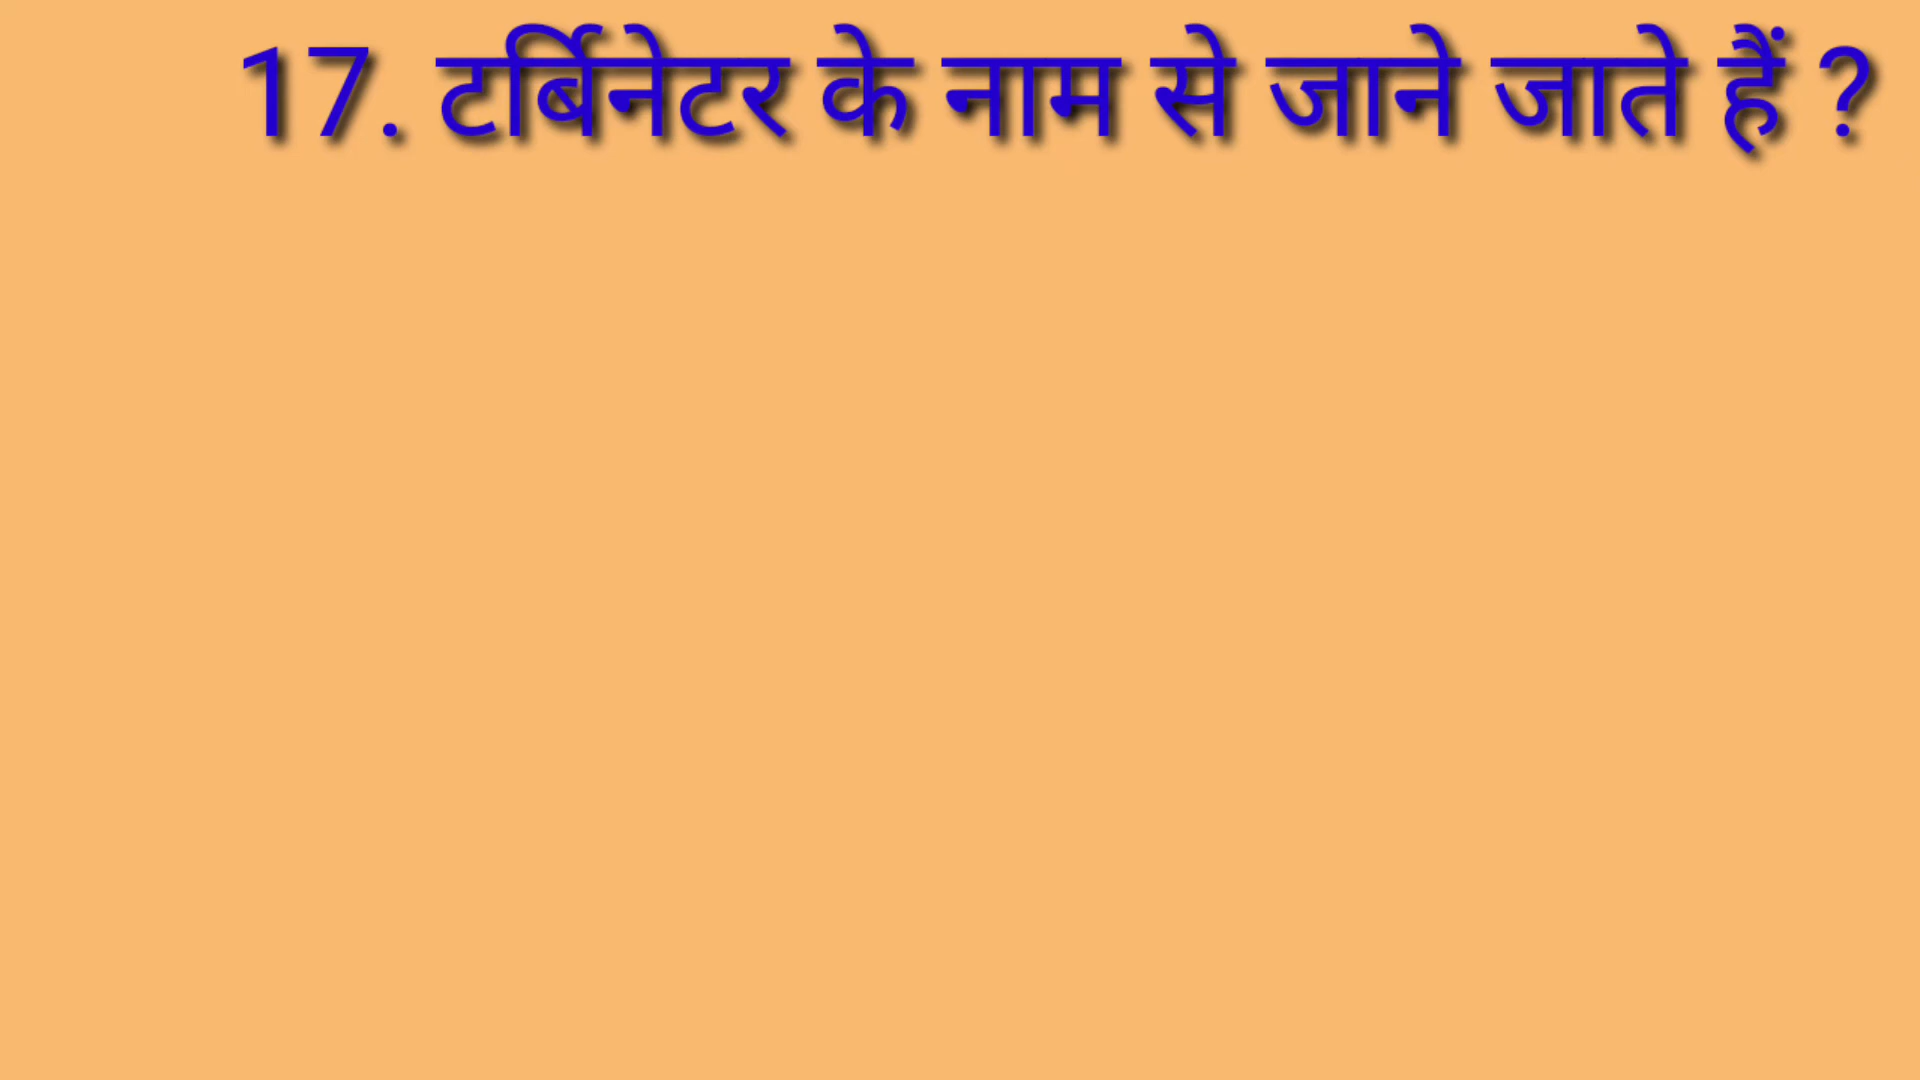 17. टर्बिनेटर के नाम से जाने जाते हैं ?